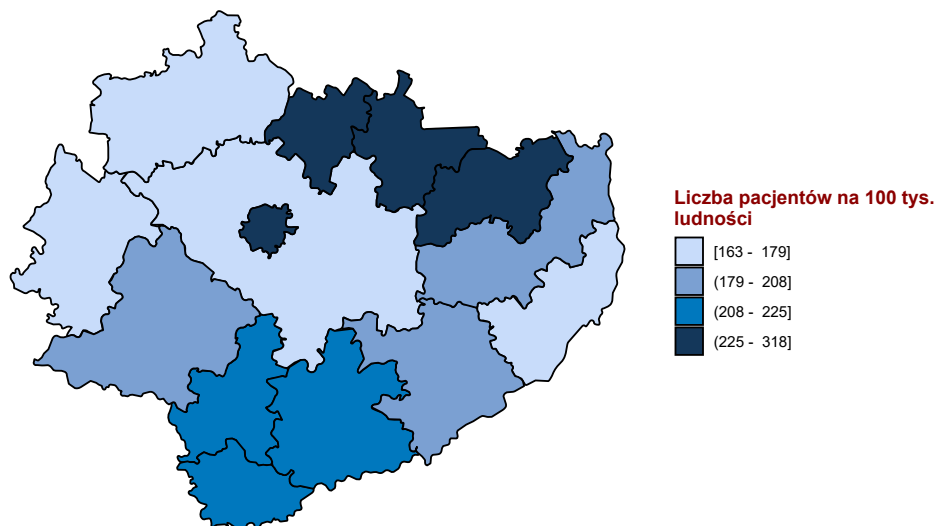 Liczba pacjentów na 100 tys.
ludności
[163 - 179]
(179 - 208]
(208 - 225]
(225 - 318]